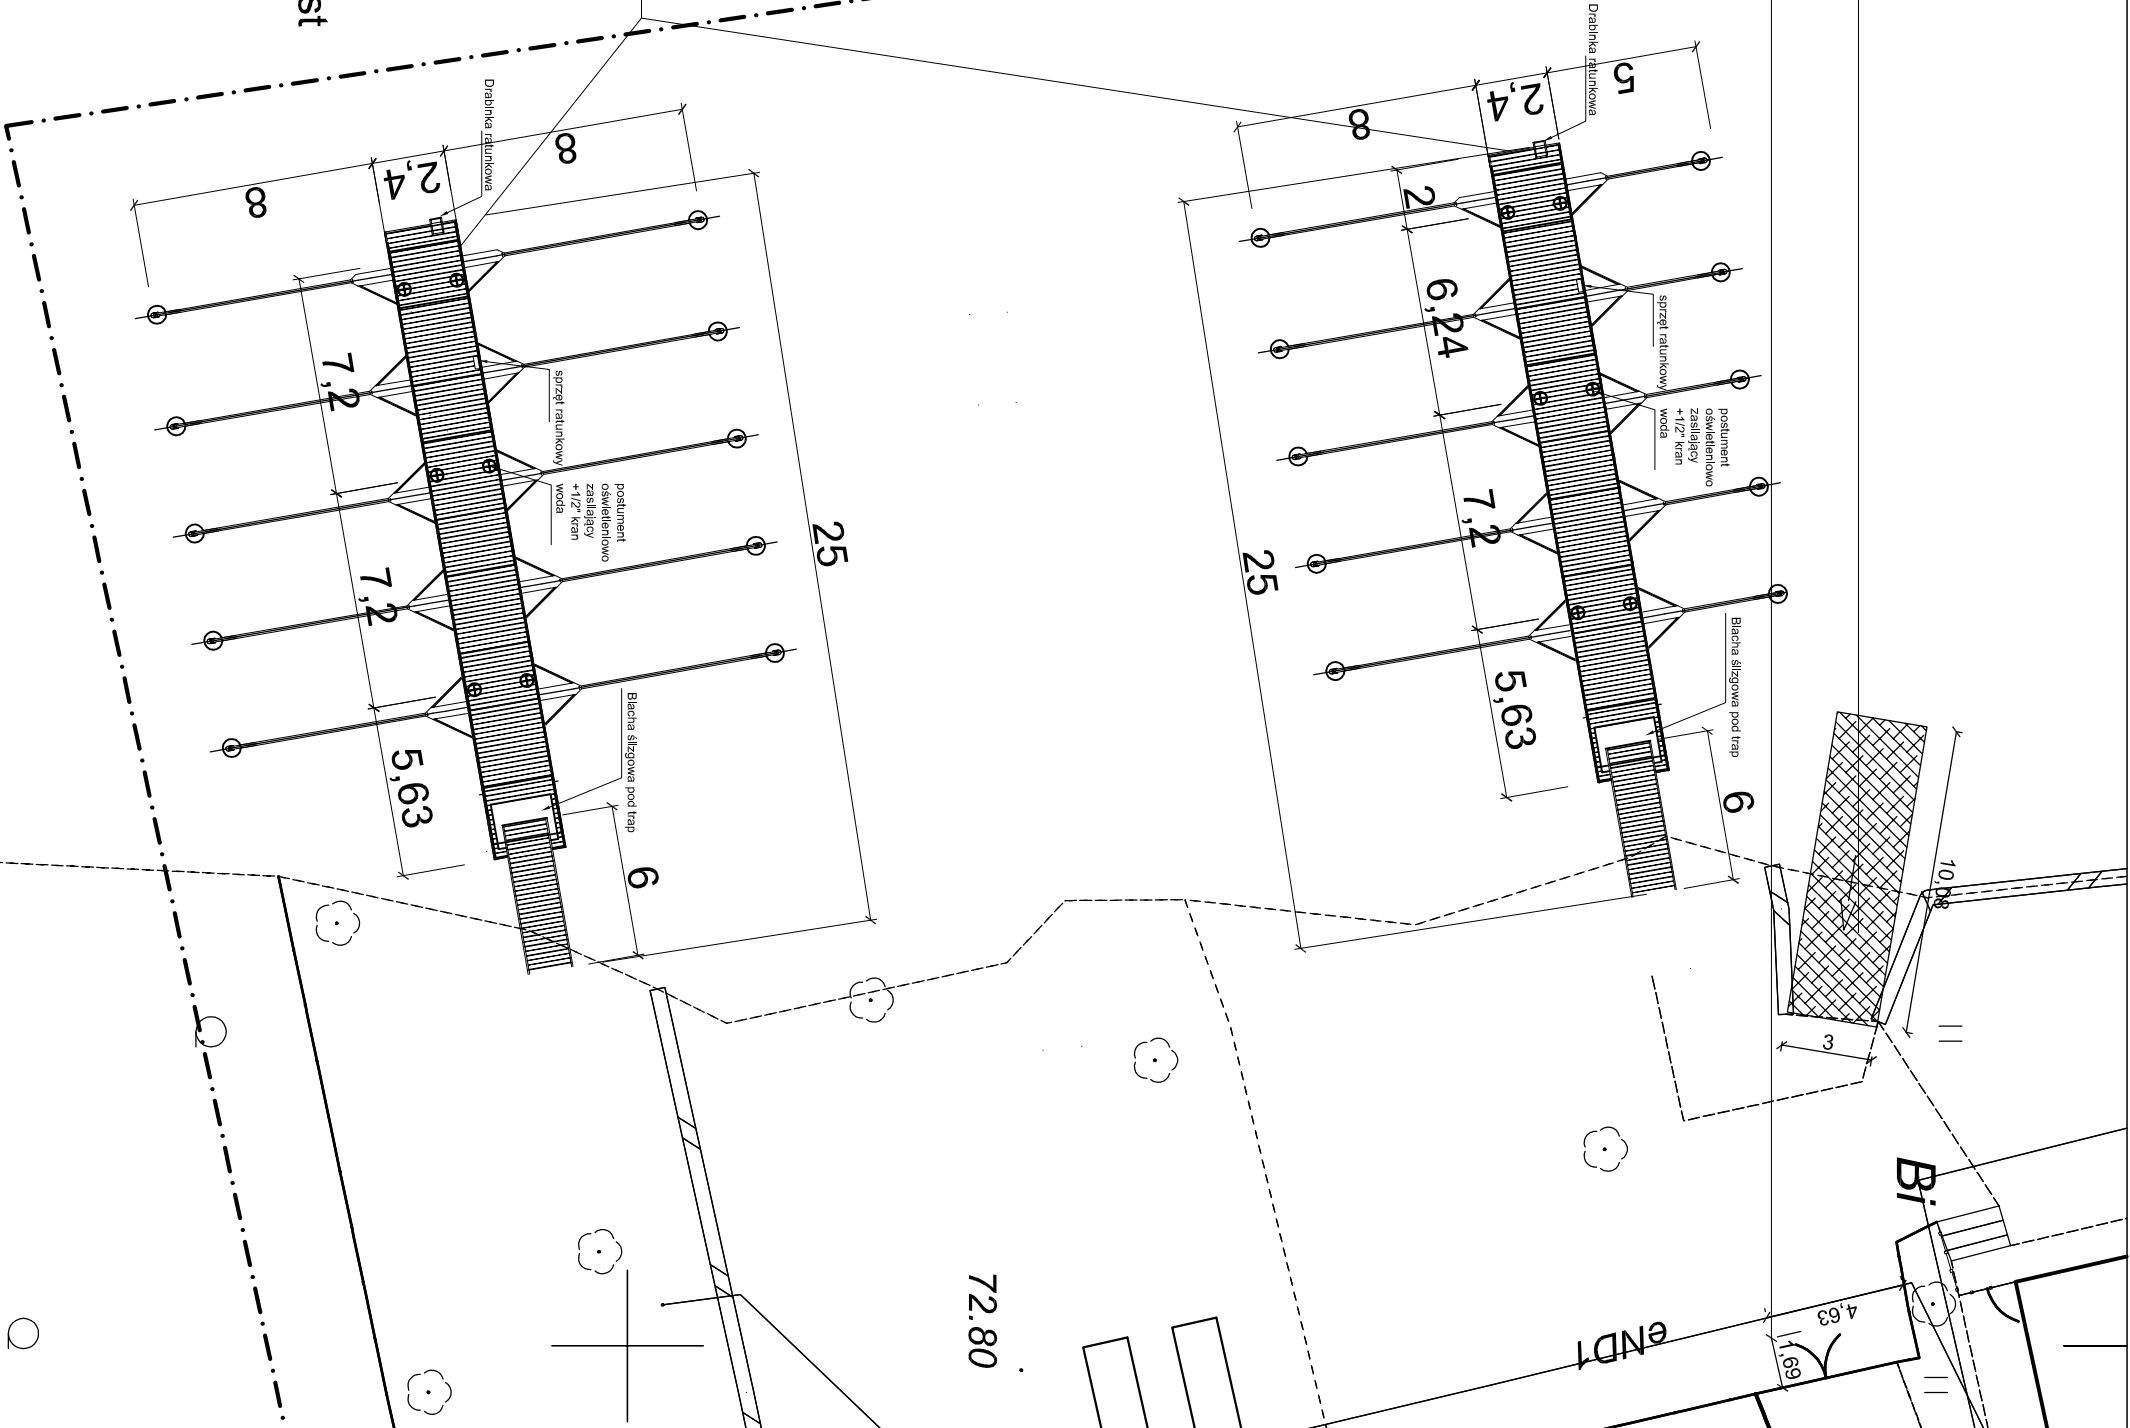 st
Drabinka ratunkowa
8
2,4
8
7,2
7,2
5,63
sprzęt ratunkowy
postument
oświetleniowo
zasilający
+1/2" kran
woda
Blacha ślizgowa pod trap
25
6
Drabinka ratunkowa
8
2,4
5
2
6,24
7,2
5,63
sprzęt ratunkowy
postument
oświetleniowo
zasilający
+1/2" kran
woda
Blacha ślizgowa pod trap
25
6
10,08
3
Bi
72.80
eND1
4,63
1,69